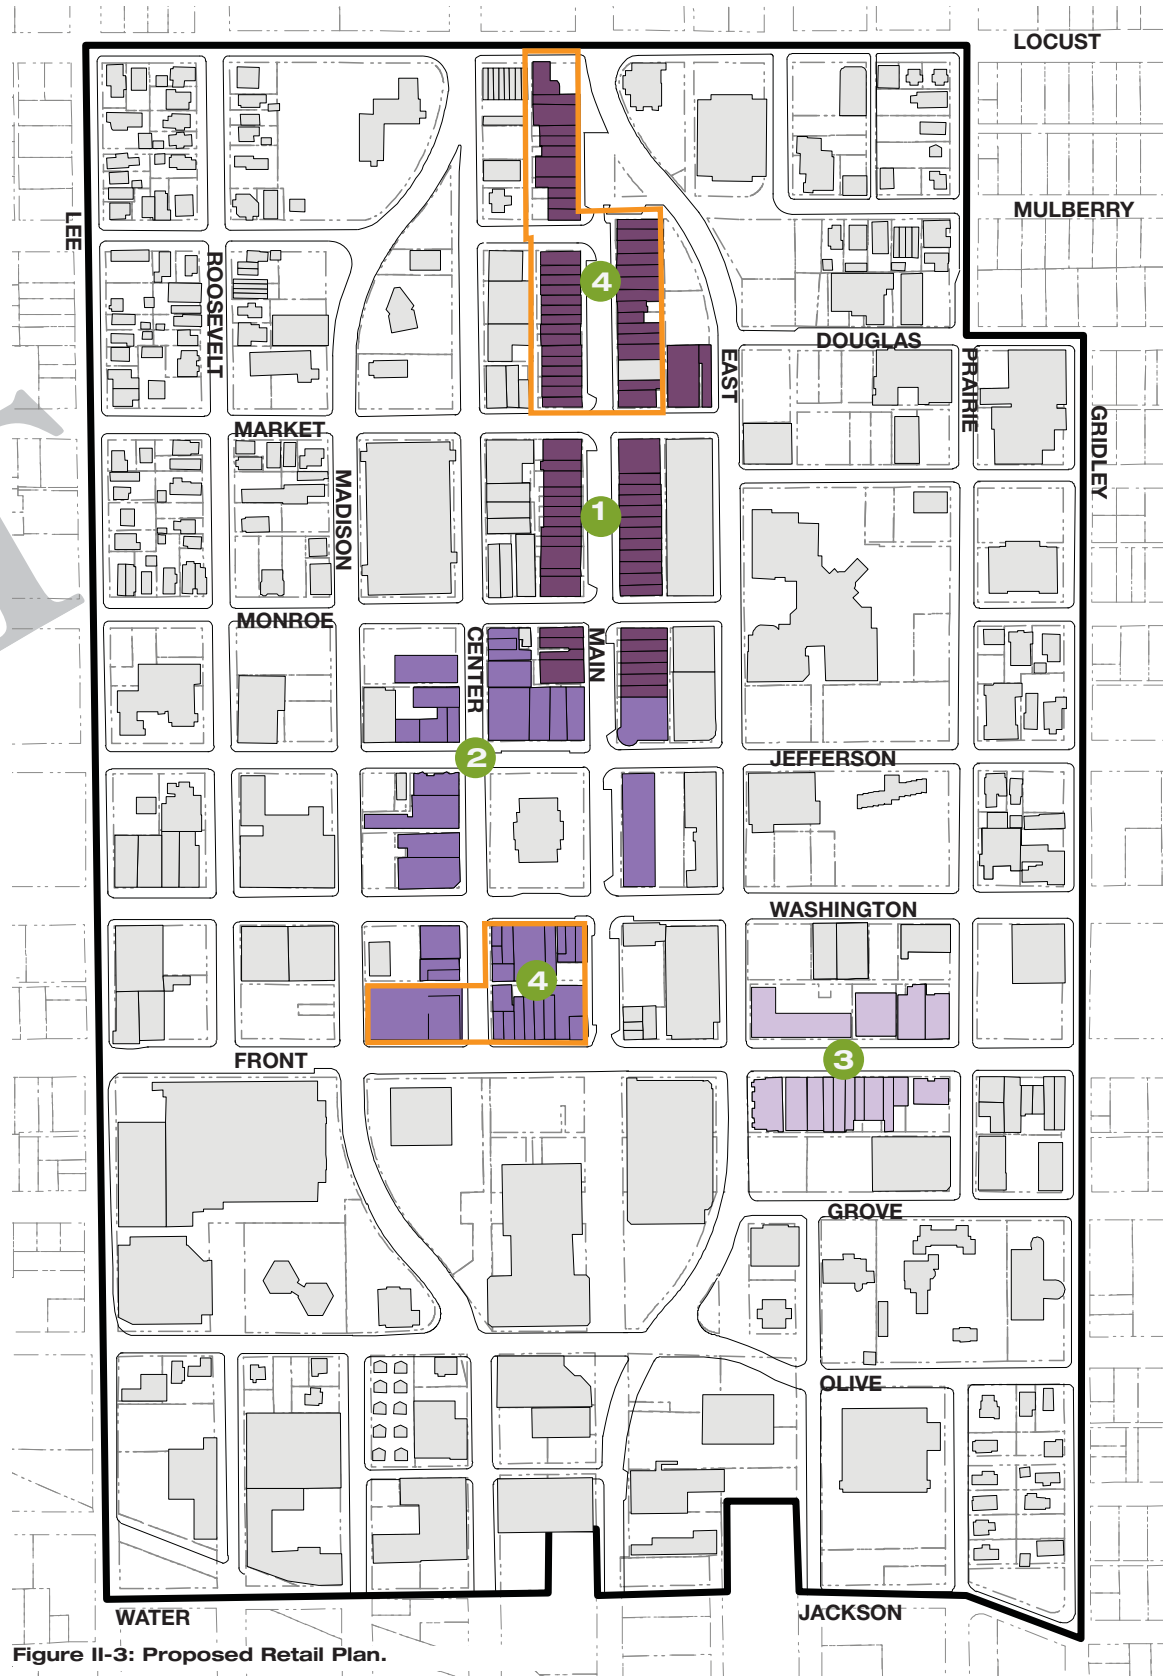 LOCUST
MULBERRY
LEE
ROOSEVELT
4
DOUGLAS
EAST
PRAIRIE
GRIDLEY
MARKET
MADISON
1
MONROE
CENTER
MAIN
2
JEFFERSON
WASHINGTON
4
FRONT
3
GROVE
OLIVE
WATER
JACKSON
Figure II-3: Proposed Retail Plan.